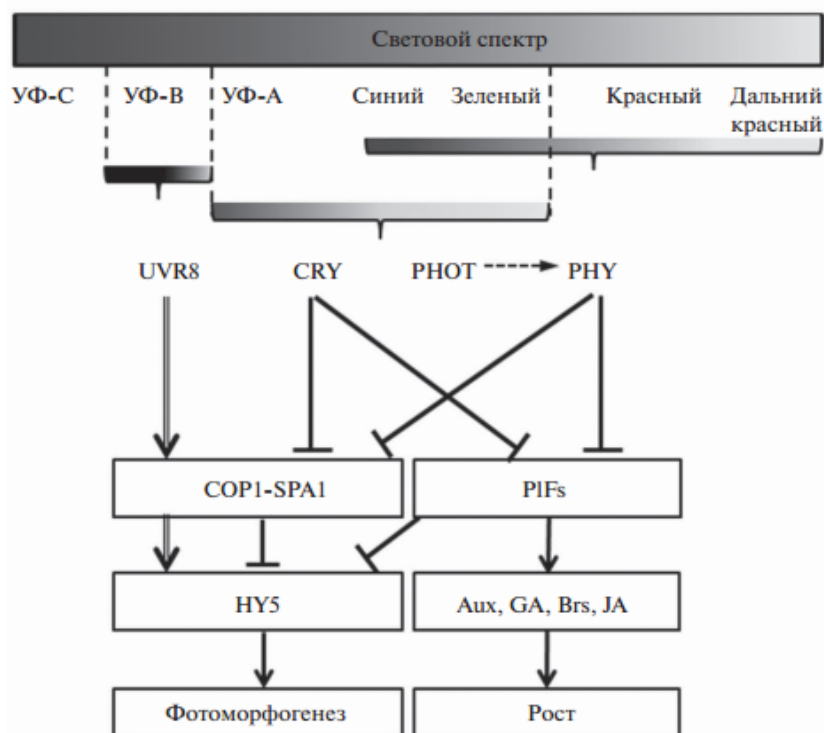 Световой спектр
УФ-С УФ-В УФ-А Синий Зеленый Красный Дальний
красный
UVR8 CRY PHOT PHY
COP1-SPA1 PIFs
HY5 Aux, GA, Brs, JA
Фотоморфогенез Рост